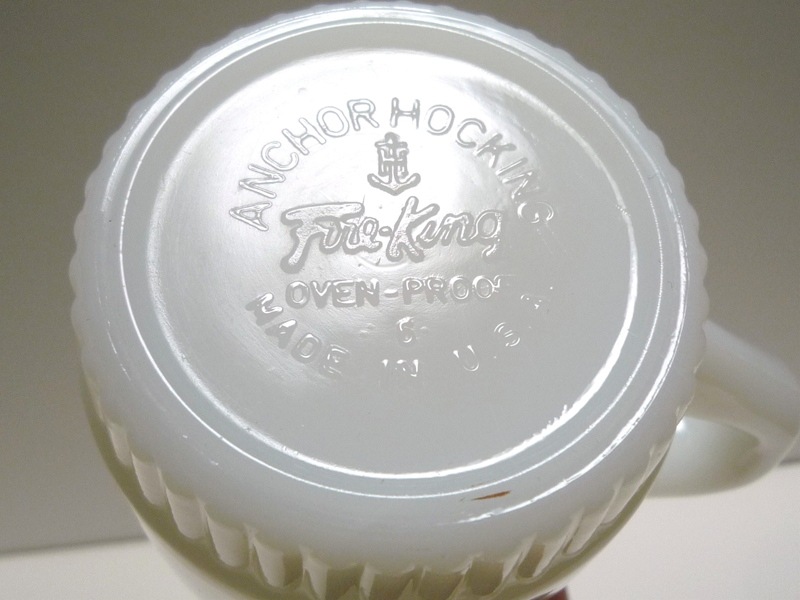 ANCHOR HOCKING
Fire-King
OVEN-PROOF
MADE IN U.S.A.